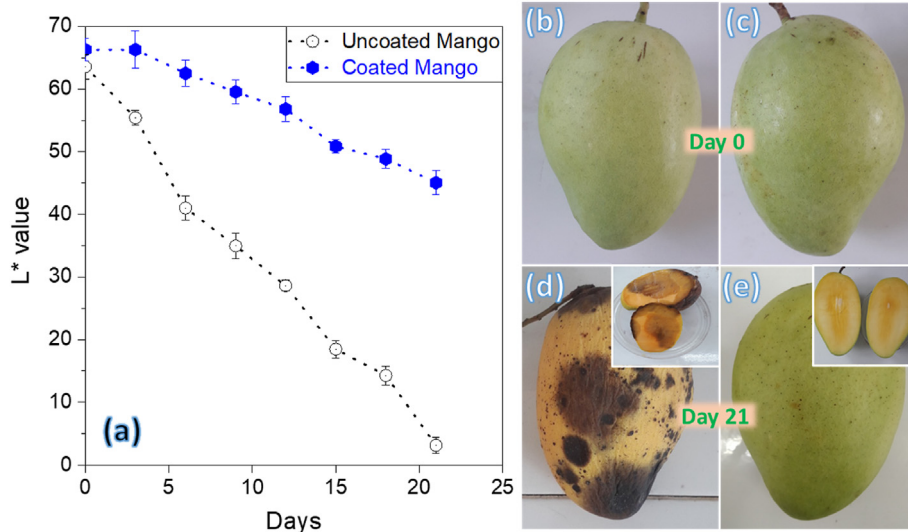 70
60
50
40
30
20
10
0
L* value
Uncoated Mango
Coated Mango
(a)
0
5
10
15
20
25
Days
(b)
(c)
Day 0
(d)
(e)
Day 21